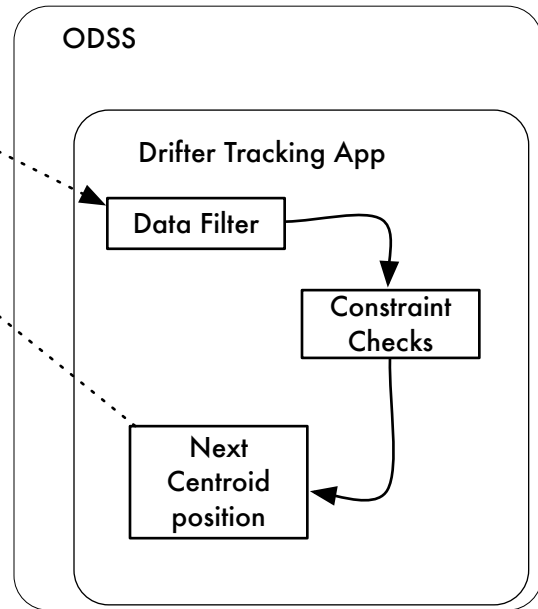 ODSS
Drifter Tracking App
Data Filter
Constraint
Checks
Next
Centroid
position